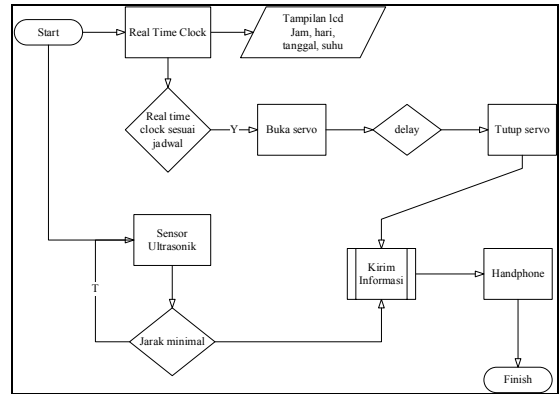 Start
Real Time Clock
Tampilan lcd
Jam, hari,
tanggal, suhu
Real time
clock sesuai
jadwal
Y
Buka servo
delay
Tutup servo
Sensor
Ultrasonik
T
Jarak minimal
Kirim
Informasi
Handphone
Finish